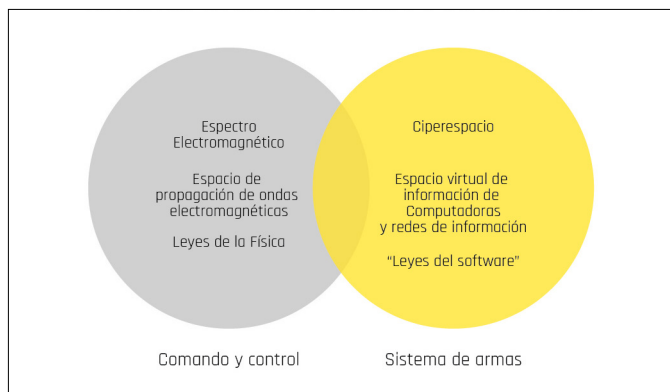 Espectro
Electromagnético
Espacio de
propagación de ondas
electromagnéticas
Leyes de la Física
Ciperespacio
Espacio virtual de
información de
Computadoras
y redes de información
“Leyes del software”
Comando y control
Sistema de armas